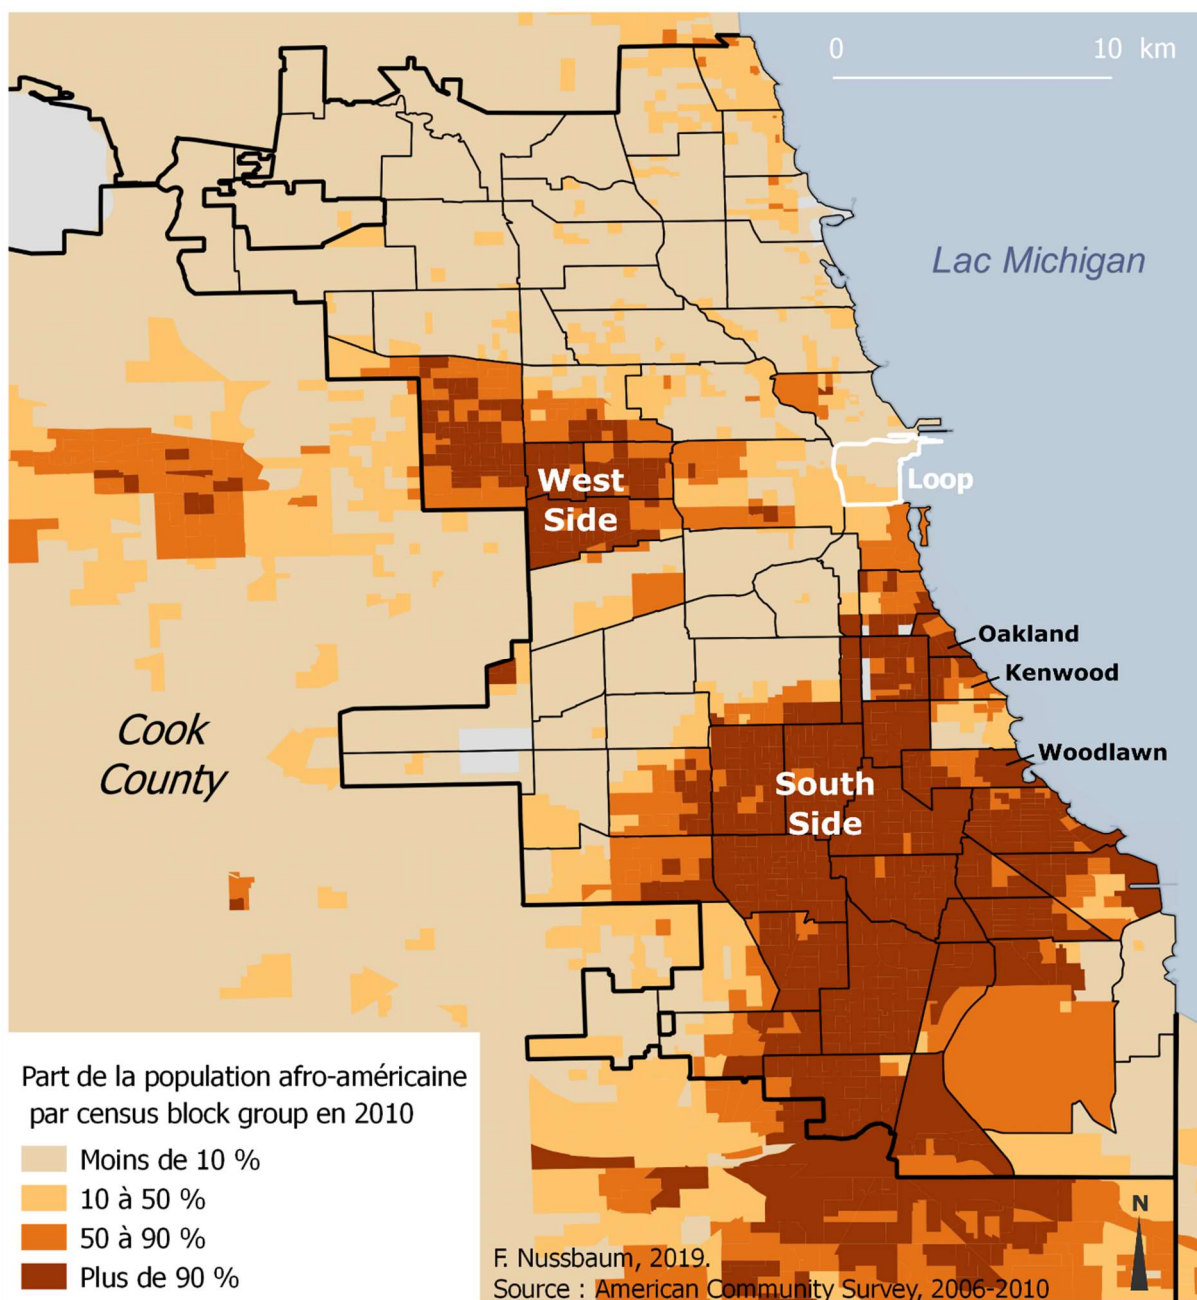 0 10 km
Lac Michigan
West
Side
Loop
Oakland
Kenwood
Woodlawn
Cook
County
South
Side
Part de la population afro-américaine
par census block group en 2010
Moins de 10 %
10 à 50 %
50 à 90 %
Plus de 90 %
N
F. Nussbaum, 2019.
Source : American Community Survey, 2006-2010